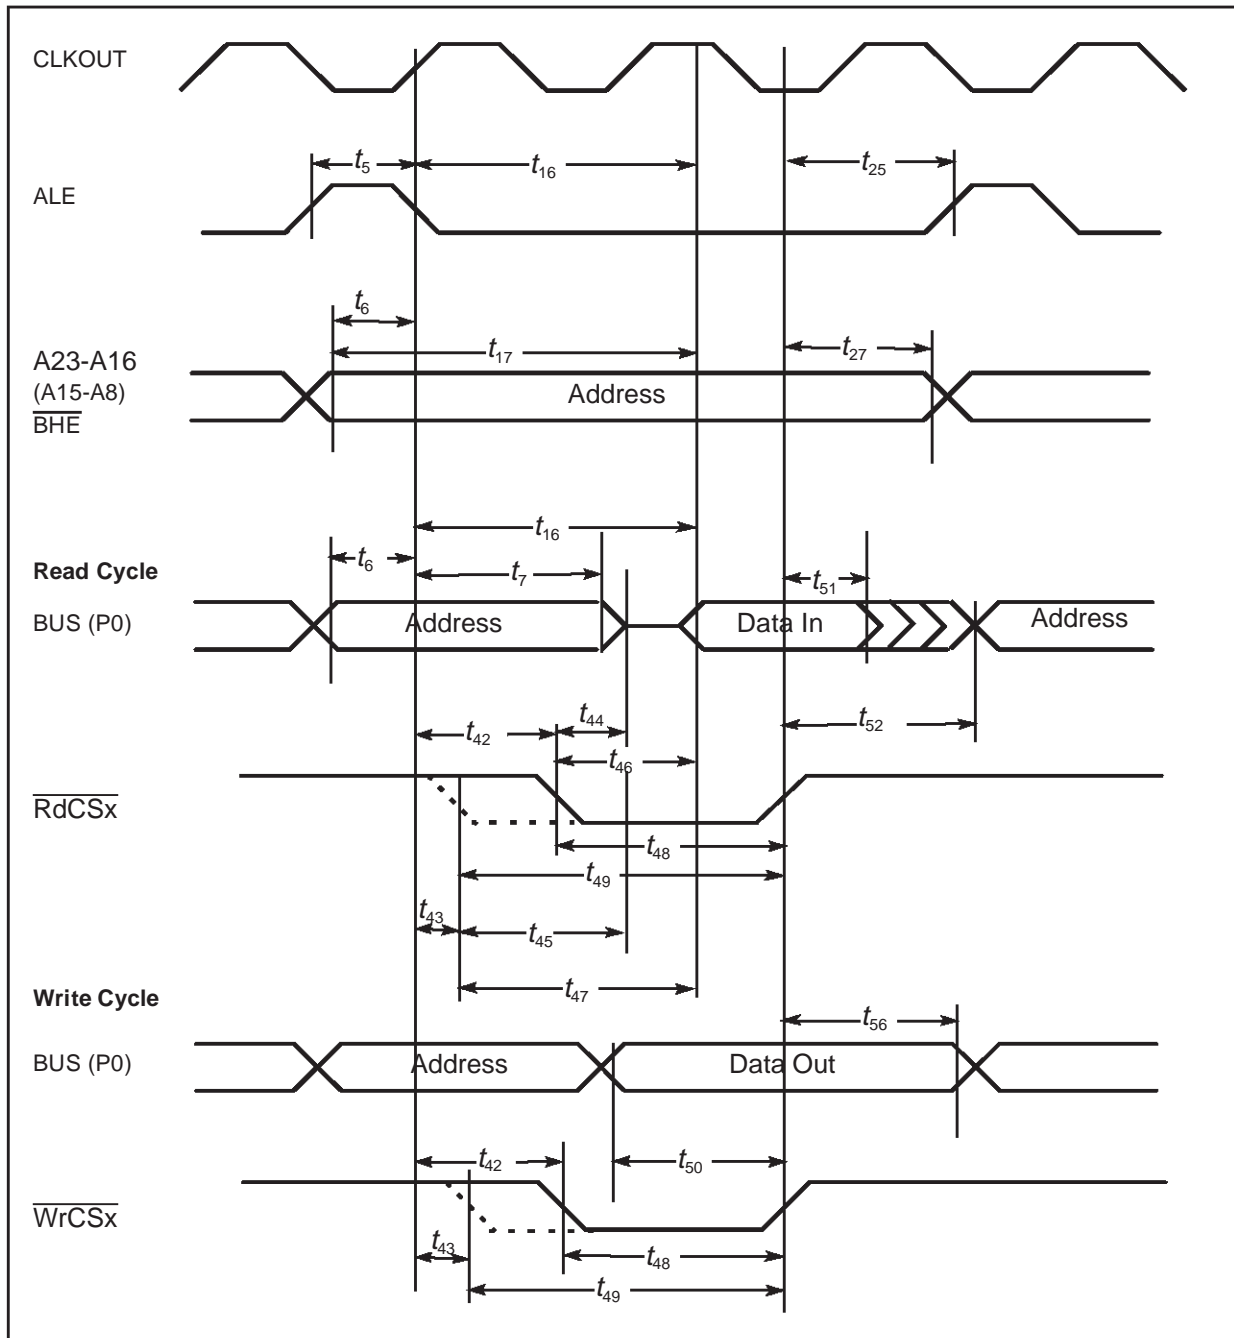 CLKOUT
t5 t16 t25
ALE
t6
t17 t27
A23-A16
(A15-A8) Address
BHE
t16
t6 t7 t51
Read Cycle
BUS (P0) Address Data In Address
t42 t44 t52
t46
RdCSx
t48
t49
t43 t45
t47
Write Cycle
t56
BUS (P0) Address Data Out
t42 t50
WrCSx
t43 t48
t49